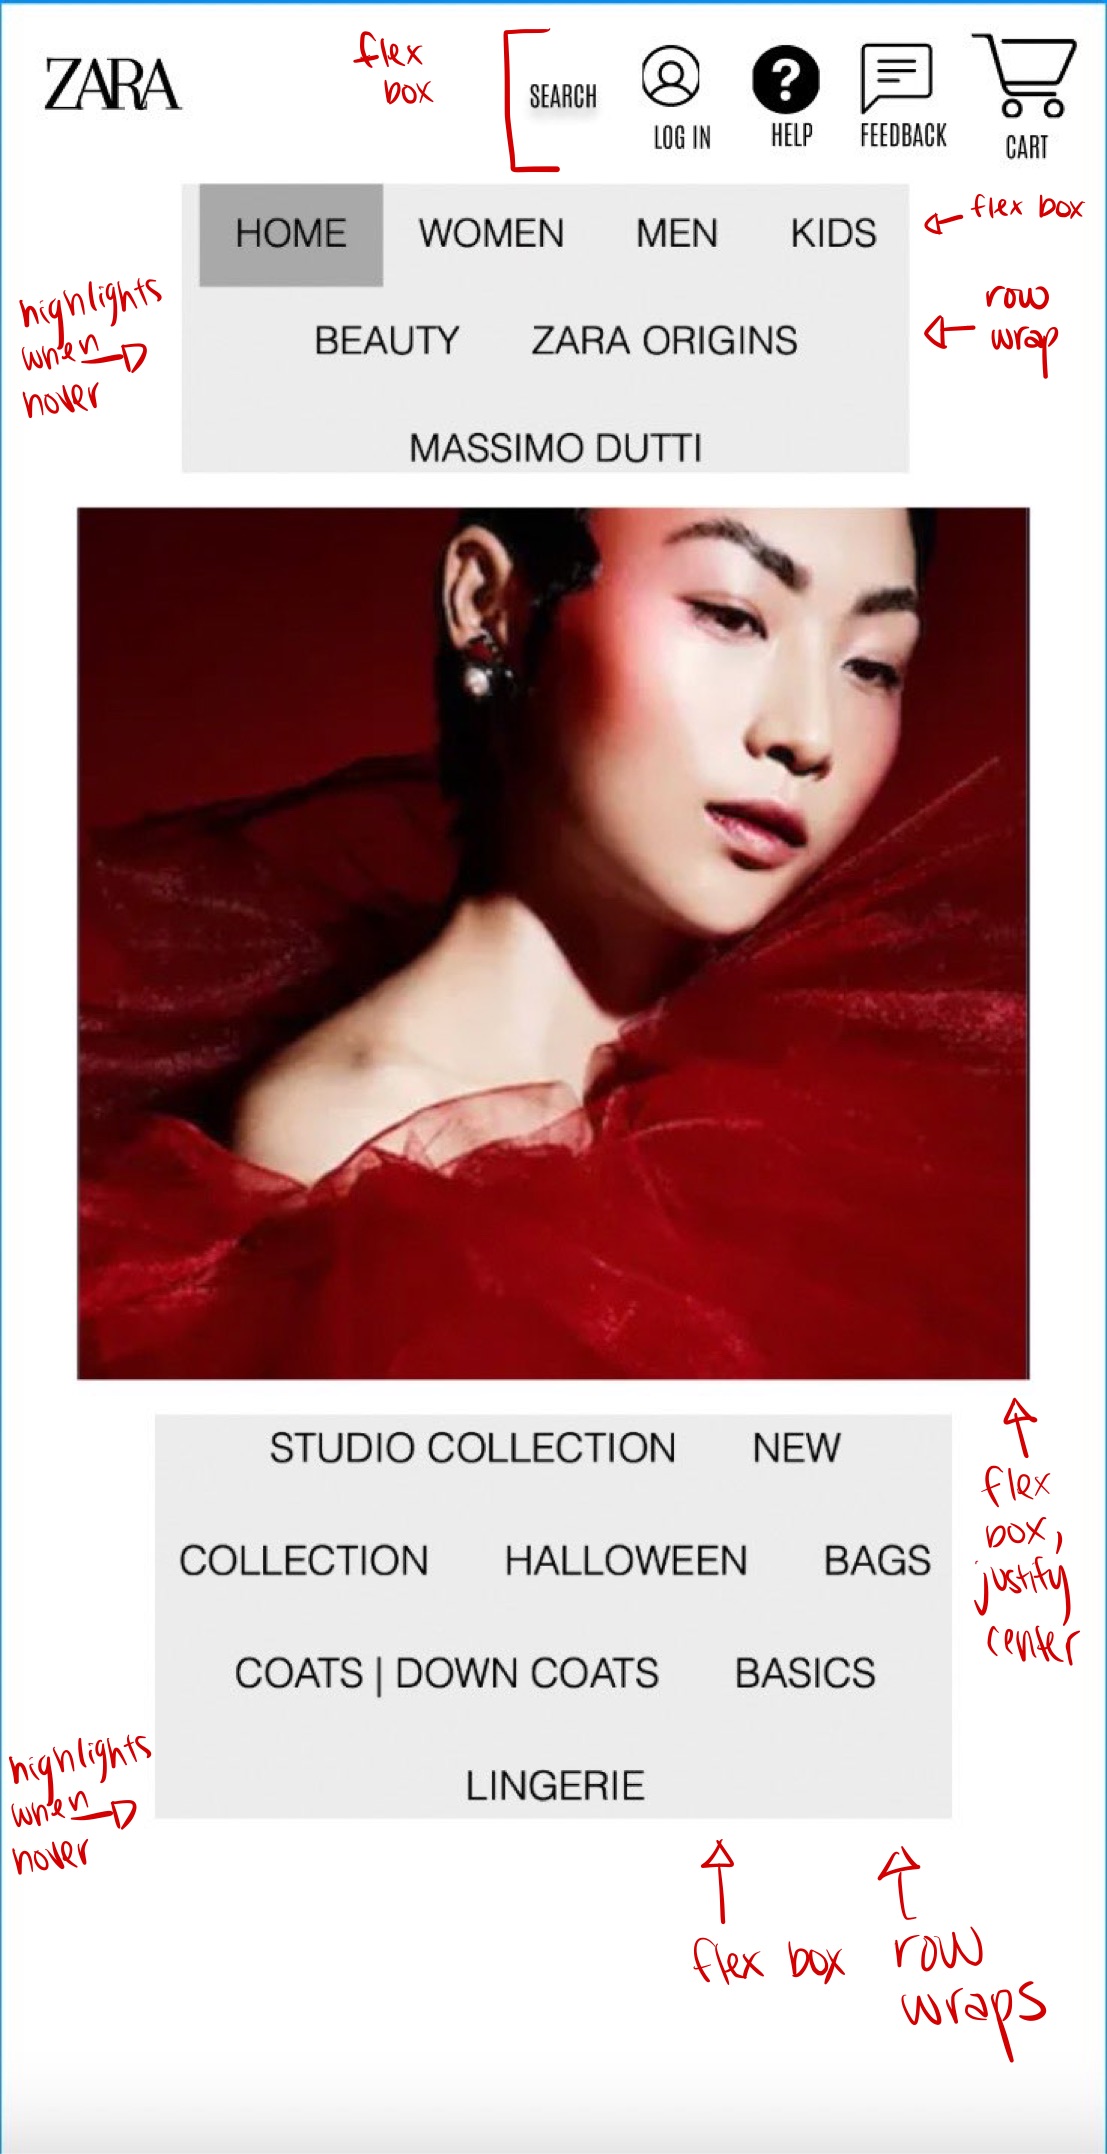 ZARA
flex
box
SEARCH
LOG IN
HELP
FEEDBACK
CART
HOME WOMEN MEN KIDS
flex box
highlights
when
hover
BEAUTY ZARA ORIGINS
row
wrap
MASSIMO DUTTI
STUDIO COLLECTION NEW
COLLECTION HALLOWEEN BAGS
COATS | DOWN COATS BASICS
LINGERIE
flex
box,
justify
center
highlights
when
hover
flex box
row
wraps